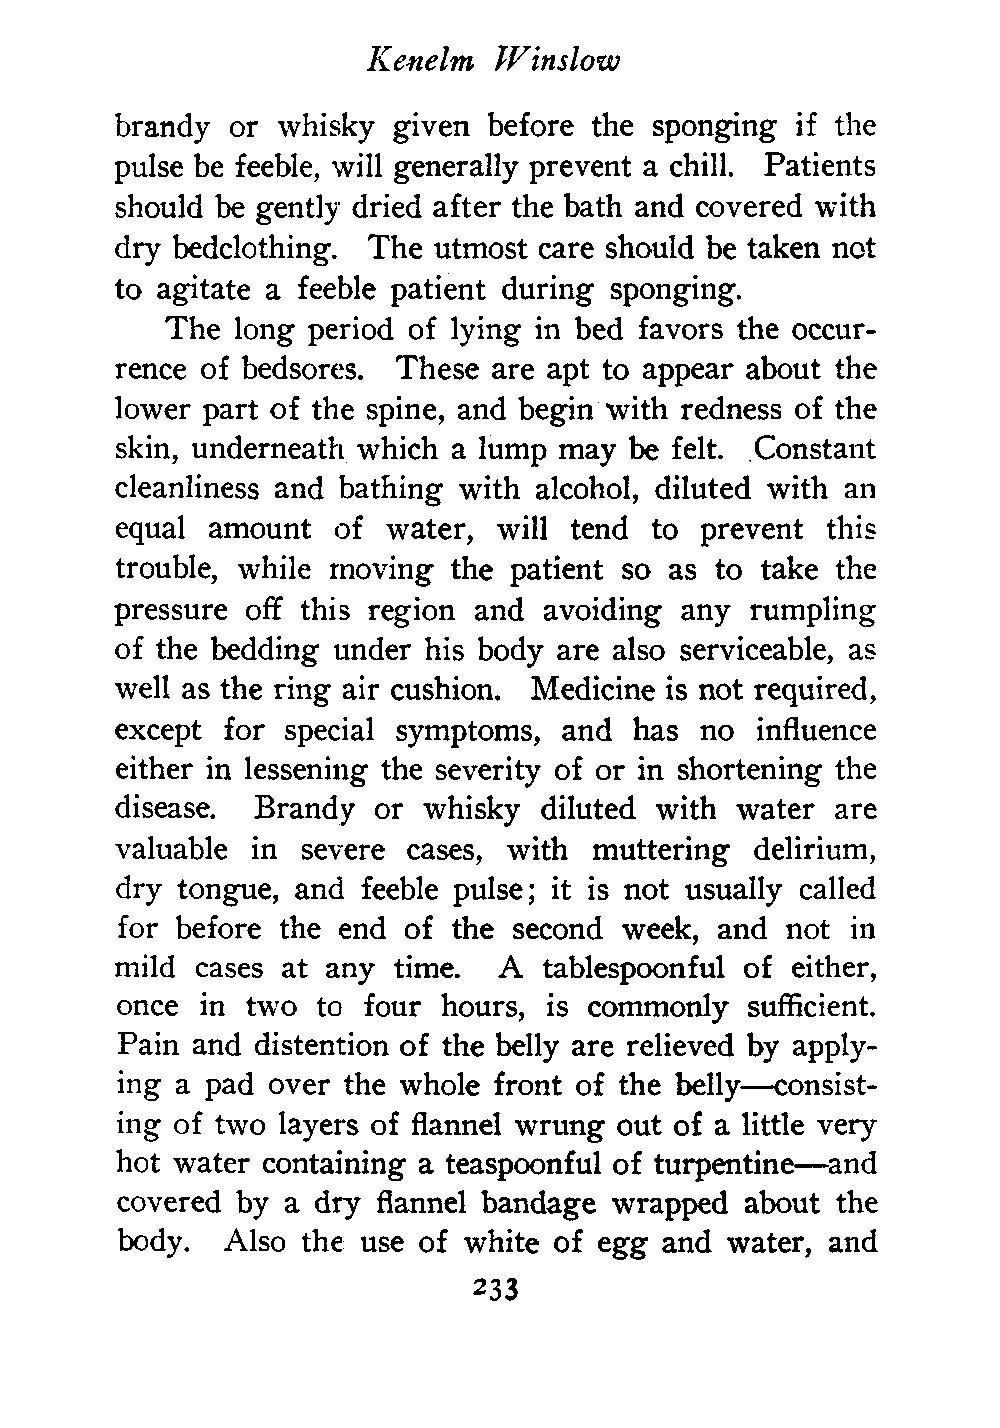 Kenelm Winslow
brandy or whisky given before the sponging if the
pulse be feeble, will generally prevent a chill. Patients
should be gently dried after the bath and covered with
dry bedclothing. The utmost care should be taken not
to agitate a feeble patient during sponging.
The long period of lying in bed favors the occur-
rence of bedsores. These are apt to appear about the
lower part of the spine, and begin with redness of the
skin, underneath which a lump may be felt. Constant
cleanliness and bathing with alcohol, diluted with an
equal amount of water, will tend to prevent this
trouble, while moving the patient so as to take the
pressure off this region and avoiding any rumpling
of the bedding under his body are also serviceable, as
well as the ring air cushion. Medicine is not required,
except for special symptoms, and has no influence
either in lessening the severity of or in shortening the
disease. Brandy or whisky diluted with water are
valuable in severe cases, with muttering delirium,
dry tongue, and feeble pulse; it is not usually called
for before the end of the second week, and not in
mild cases at any time. A tablespoonful of either,
once in two to four hours, is commonly sufficient.
Pain and distention of the belly are relieved by apply-
ing a pad over the whole front of the belly—consist-
ing of two layers of flannel wrung out of a little very
hot water containing a teaspoonful of turpentine—and
covered by a dry flannel bandage wrapped about the
body. Also the use of white of egg and water, and
233